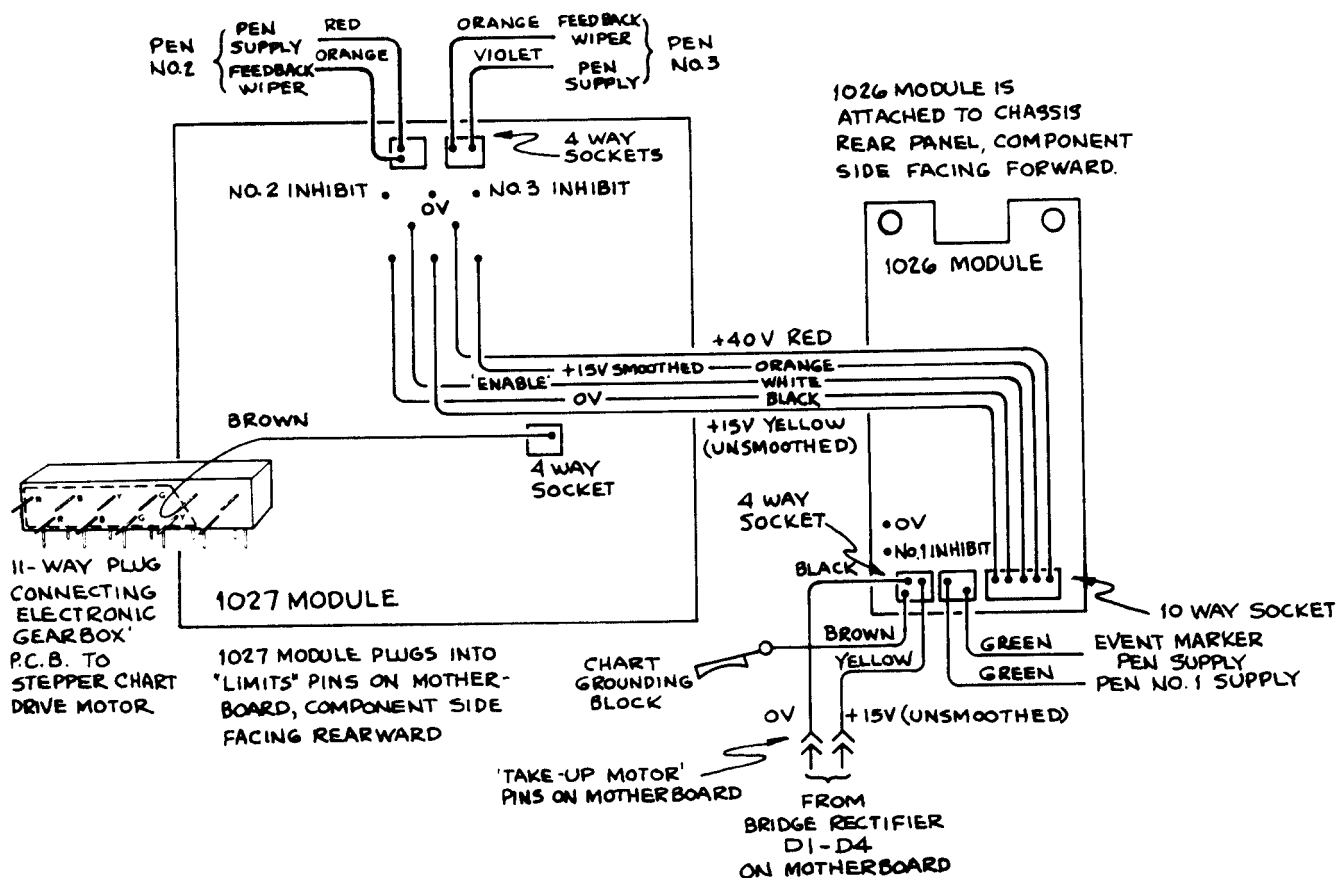 PEN
NO.2
PEN
SUPPLY
RED
FEEDBACK
WIPER
ORANGE
ORANGE
FEEDBACK
WIPER
VIOLET
PEN
SUPPLY
PEN
NO.3
4 WAY
SOCKETS
NO.2 INHIBIT
0V
NO.3 INHIBIT
1026 MODULE IS
ATTACHED TO CHASSIS
REAR PANEL, COMPONENT
SIDE FACING FORWARD.
1026 MODULE
+40V RED
+15V SMOOTHED
ORANGE
'ENABLE'
WHITE
0V
BLACK
+15V YELLOW
(UNSMOOTHED)
BROWN
4 WAY
SOCKET
R B Y G
R B G Y
11-WAY PLUG
CONNECTING
ELECTRONIC
GEARBOX'
P.C.B. TO
STEPPER CHART
DRIVE MOTOR
1027 MODULE
1027 MODULE PLUGS INTO
"LIMITS" PINS ON MOTHER-
BOARD, COMPONENT SIDE
FACING REARWARD
4 WAY
SOCKET
0V
NO.1 INHIBIT
BLACK
10 WAY SOCKET
BROWN
YELLOW
GREEN
EVENT MARKER
PEN SUPPLY
GREEN
PEN NO.1 SUPPLY
CHART
GROUNDING
BLOCK
0V
+15V (UNSMOOTHED)
'TAKE-UP MOTOR'
PINS ON MOTHERBOARD
FROM
BRIDGE RECTIFIER
D1-D4
ON MOTHERBOARD